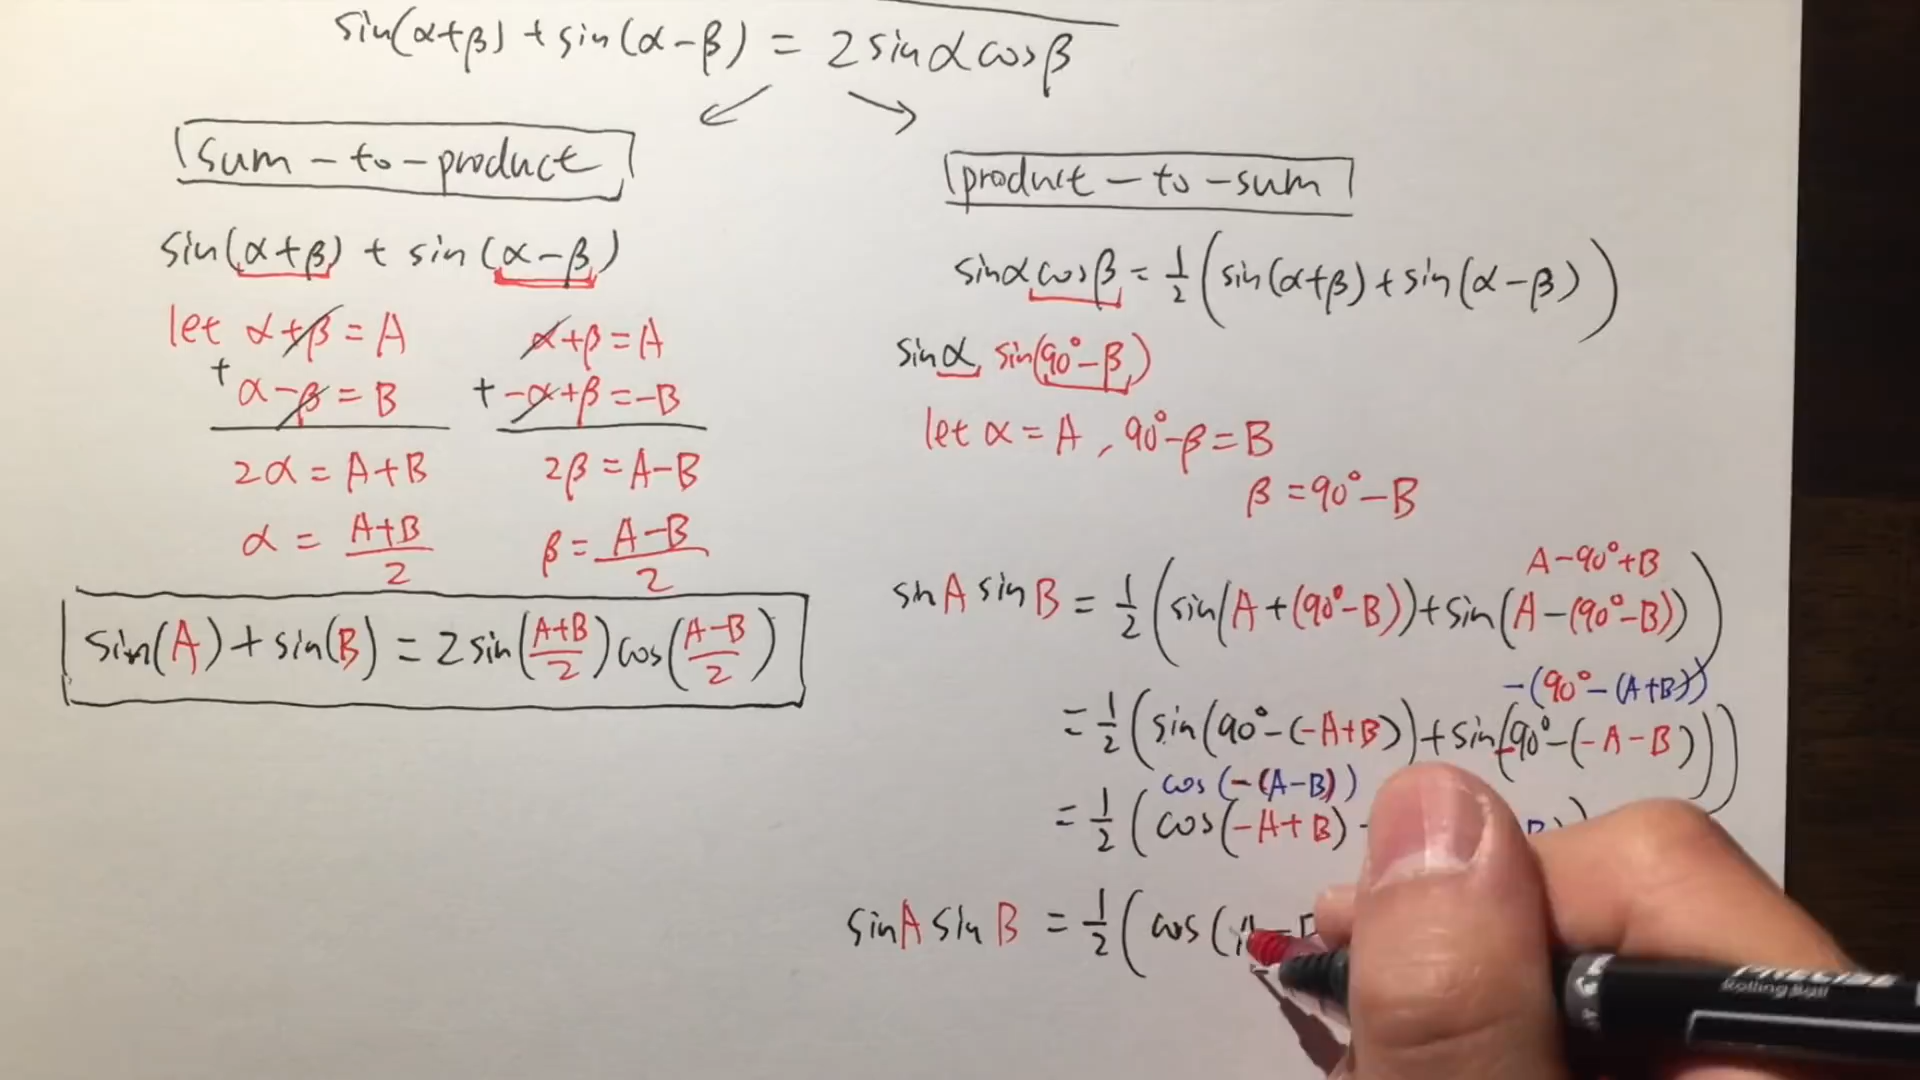 sin(α+β) + sin(α-β) = 2 sinα cosβ
sum-to-product
sin(α+β) + sin(α-β)
let α+β = A
+ α-β = B
2α = A+B
α = A+B/2
α+β = A
+ -α+β = -B
2β = A-B
β = A-B/2
sin(A) + sin(B) = 2 sin(A+B/2) cos(A-B/2)
product-to-sum
sinα cosβ = 1/2 (sin(α+β) + sin(α-β))
sinα sin(90°-β)
let α = A, 90°-β = B
β = 90°-B
A-90°+B
sinA sinB = 1/2 (sin(A+(90°-B)) + sin(A-(90°-B)))
-(90°-(A+B))
= 1/2 (sin(90°-(-A+B)) + sin(-90°-(-A-B)))
cos(-(A-B))
= 1/2 (cos(-A+B) - B))
sinA sinB = 1/2 (cos(A-B
PRECISE
Rolling Ball